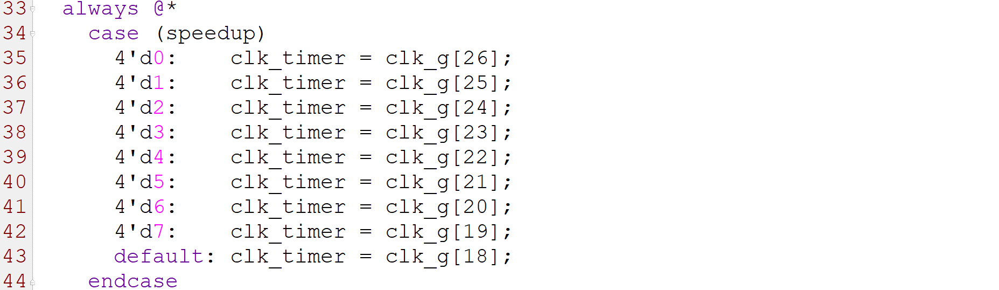 33 always @*
34 case (speedup)
35 4'd0: clk_timer = clk_g[26];
36 4'd1: clk_timer = clk_g[25];
37 4'd2: clk_timer = clk_g[24];
38 4'd3: clk_timer = clk_g[23];
39 4'd4: clk_timer = clk_g[22];
40 4'd5: clk_timer = clk_g[21];
41 4'd6: clk_timer = clk_g[20];
42 4'd7: clk_timer = clk_g[19];
43 default: clk_timer = clk_g[18];
44 endcase